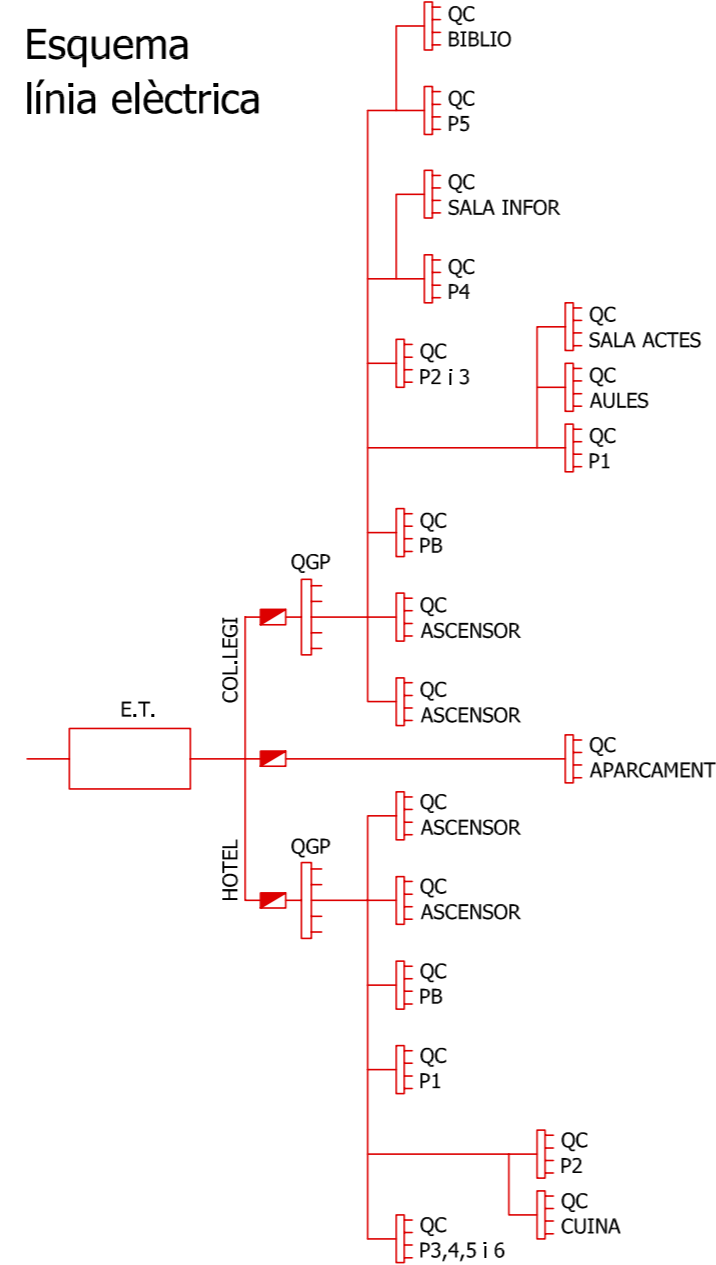 Esquema
línia elèctrica
QC
BIBLIO
QC
P5
QC
SALA INFOR
QC
P4
QC
SALA ACTES
QC
P2 i 3
QC
AULES
QC
P1
QC
PB
QGP
QC
ASCENSOR
COL.LEGI
QC
ASCENSOR
E.T.
QC
APARCAMENT
QC
ASCENSOR
HOTEL
QGP
QC
ASCENSOR
QC
PB
QC
P1
QC
P2
QC
CUINA
QC
P3,4,5 i 6